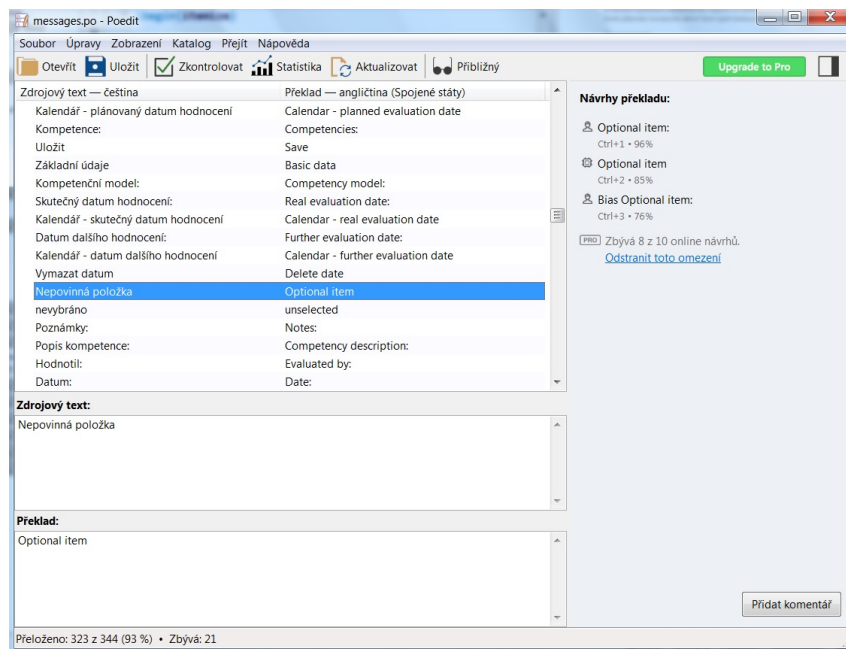 messages.po - Poedit
Soubor Úpravy Zobrazení Katalog Přejít Nápověda
Otevřít Uložit Zkontrolovat Statistika Aktualizovat Přibližný Upgrade to Pro
Zdrojový text — čeština Překlad — angličtina (Spojené státy)
Kalendář - plánovaný datum hodnocení Calendar - planned evaluation date
Kompetence: Competencies:
Uložit Save
Základní údaje Basic data
Kompetenční model: Competency model:
Skutečný datum hodnocení: Real evaluation date:
Kalendář - skutečný datum hodnocení Calendar - real evaluation date
Datum dalšího hodnocení: Further evaluation date:
Kalendář - datum dalšího hodnocení Calendar - further evaluation date
Vymazat datum Delete date
Nepovinná položka Optional item
nevybráno unselected
Poznámky: Notes:
Popis kompetence: Competency description:
Hodnotil: Evaluated by:
Datum: Date:
Zdrojový text:
Nepovinná položka
Překlad:
Optional item
Návrhy překladu:
Optional item:
Ctrl+1 • 96%
Optional item
Ctrl+2 • 85%
Bias Optional item:
Ctrl+3 • 76%
PRO Zbývá 8 z 10 online návrhů.
Odstranit toto omezení
Přidat komentář
Přeloženo: 323 z 344 (93 %) • Zbývá: 21